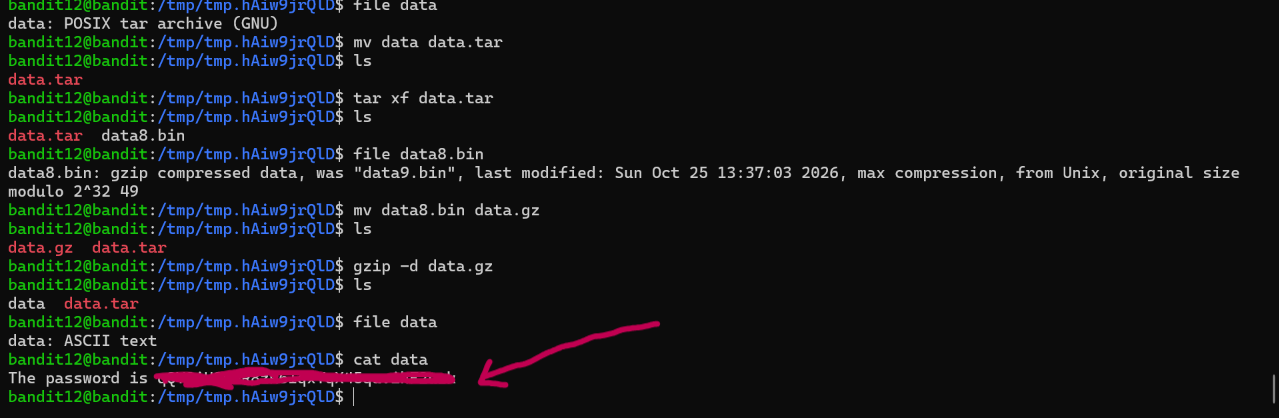 bandit12@bandit:/tmp/tmp.hAiw9jrQlD$ file data
data: POSIX tar archive (GNU)
bandit12@bandit:/tmp/tmp.hAiw9jrQlD$ mv data data.tar
bandit12@bandit:/tmp/tmp.hAiw9jrQlD$ ls
data.tar
bandit12@bandit:/tmp/tmp.hAiw9jrQlD$ tar xf data.tar
bandit12@bandit:/tmp/tmp.hAiw9jrQlD$ ls
data.tar  data8.bin
bandit12@bandit:/tmp/tmp.hAiw9jrQlD$ file data8.bin
data8.bin: gzip compressed data, was "data9.bin", last modified: Sun Oct 25 13:37:03 2026, max compression, from Unix, original size
modulo 2^32 49
bandit12@bandit:/tmp/tmp.hAiw9jrQlD$ mv data8.bin data.gz
bandit12@bandit:/tmp/tmp.hAiw9jrQlD$ ls
data.gz  data.tar
bandit12@bandit:/tmp/tmp.hAiw9jrQlD$ gzip -d data.gz
bandit12@bandit:/tmp/tmp.hAiw9jrQlD$ ls
data  data.tar
bandit12@bandit:/tmp/tmp.hAiw9jrQlD$ file data
data: ASCII text
bandit12@bandit:/tmp/tmp.hAiw9jrQlD$ cat data
The password is
bandit12@bandit:/tmp/tmp.hAiw9jrQlD$